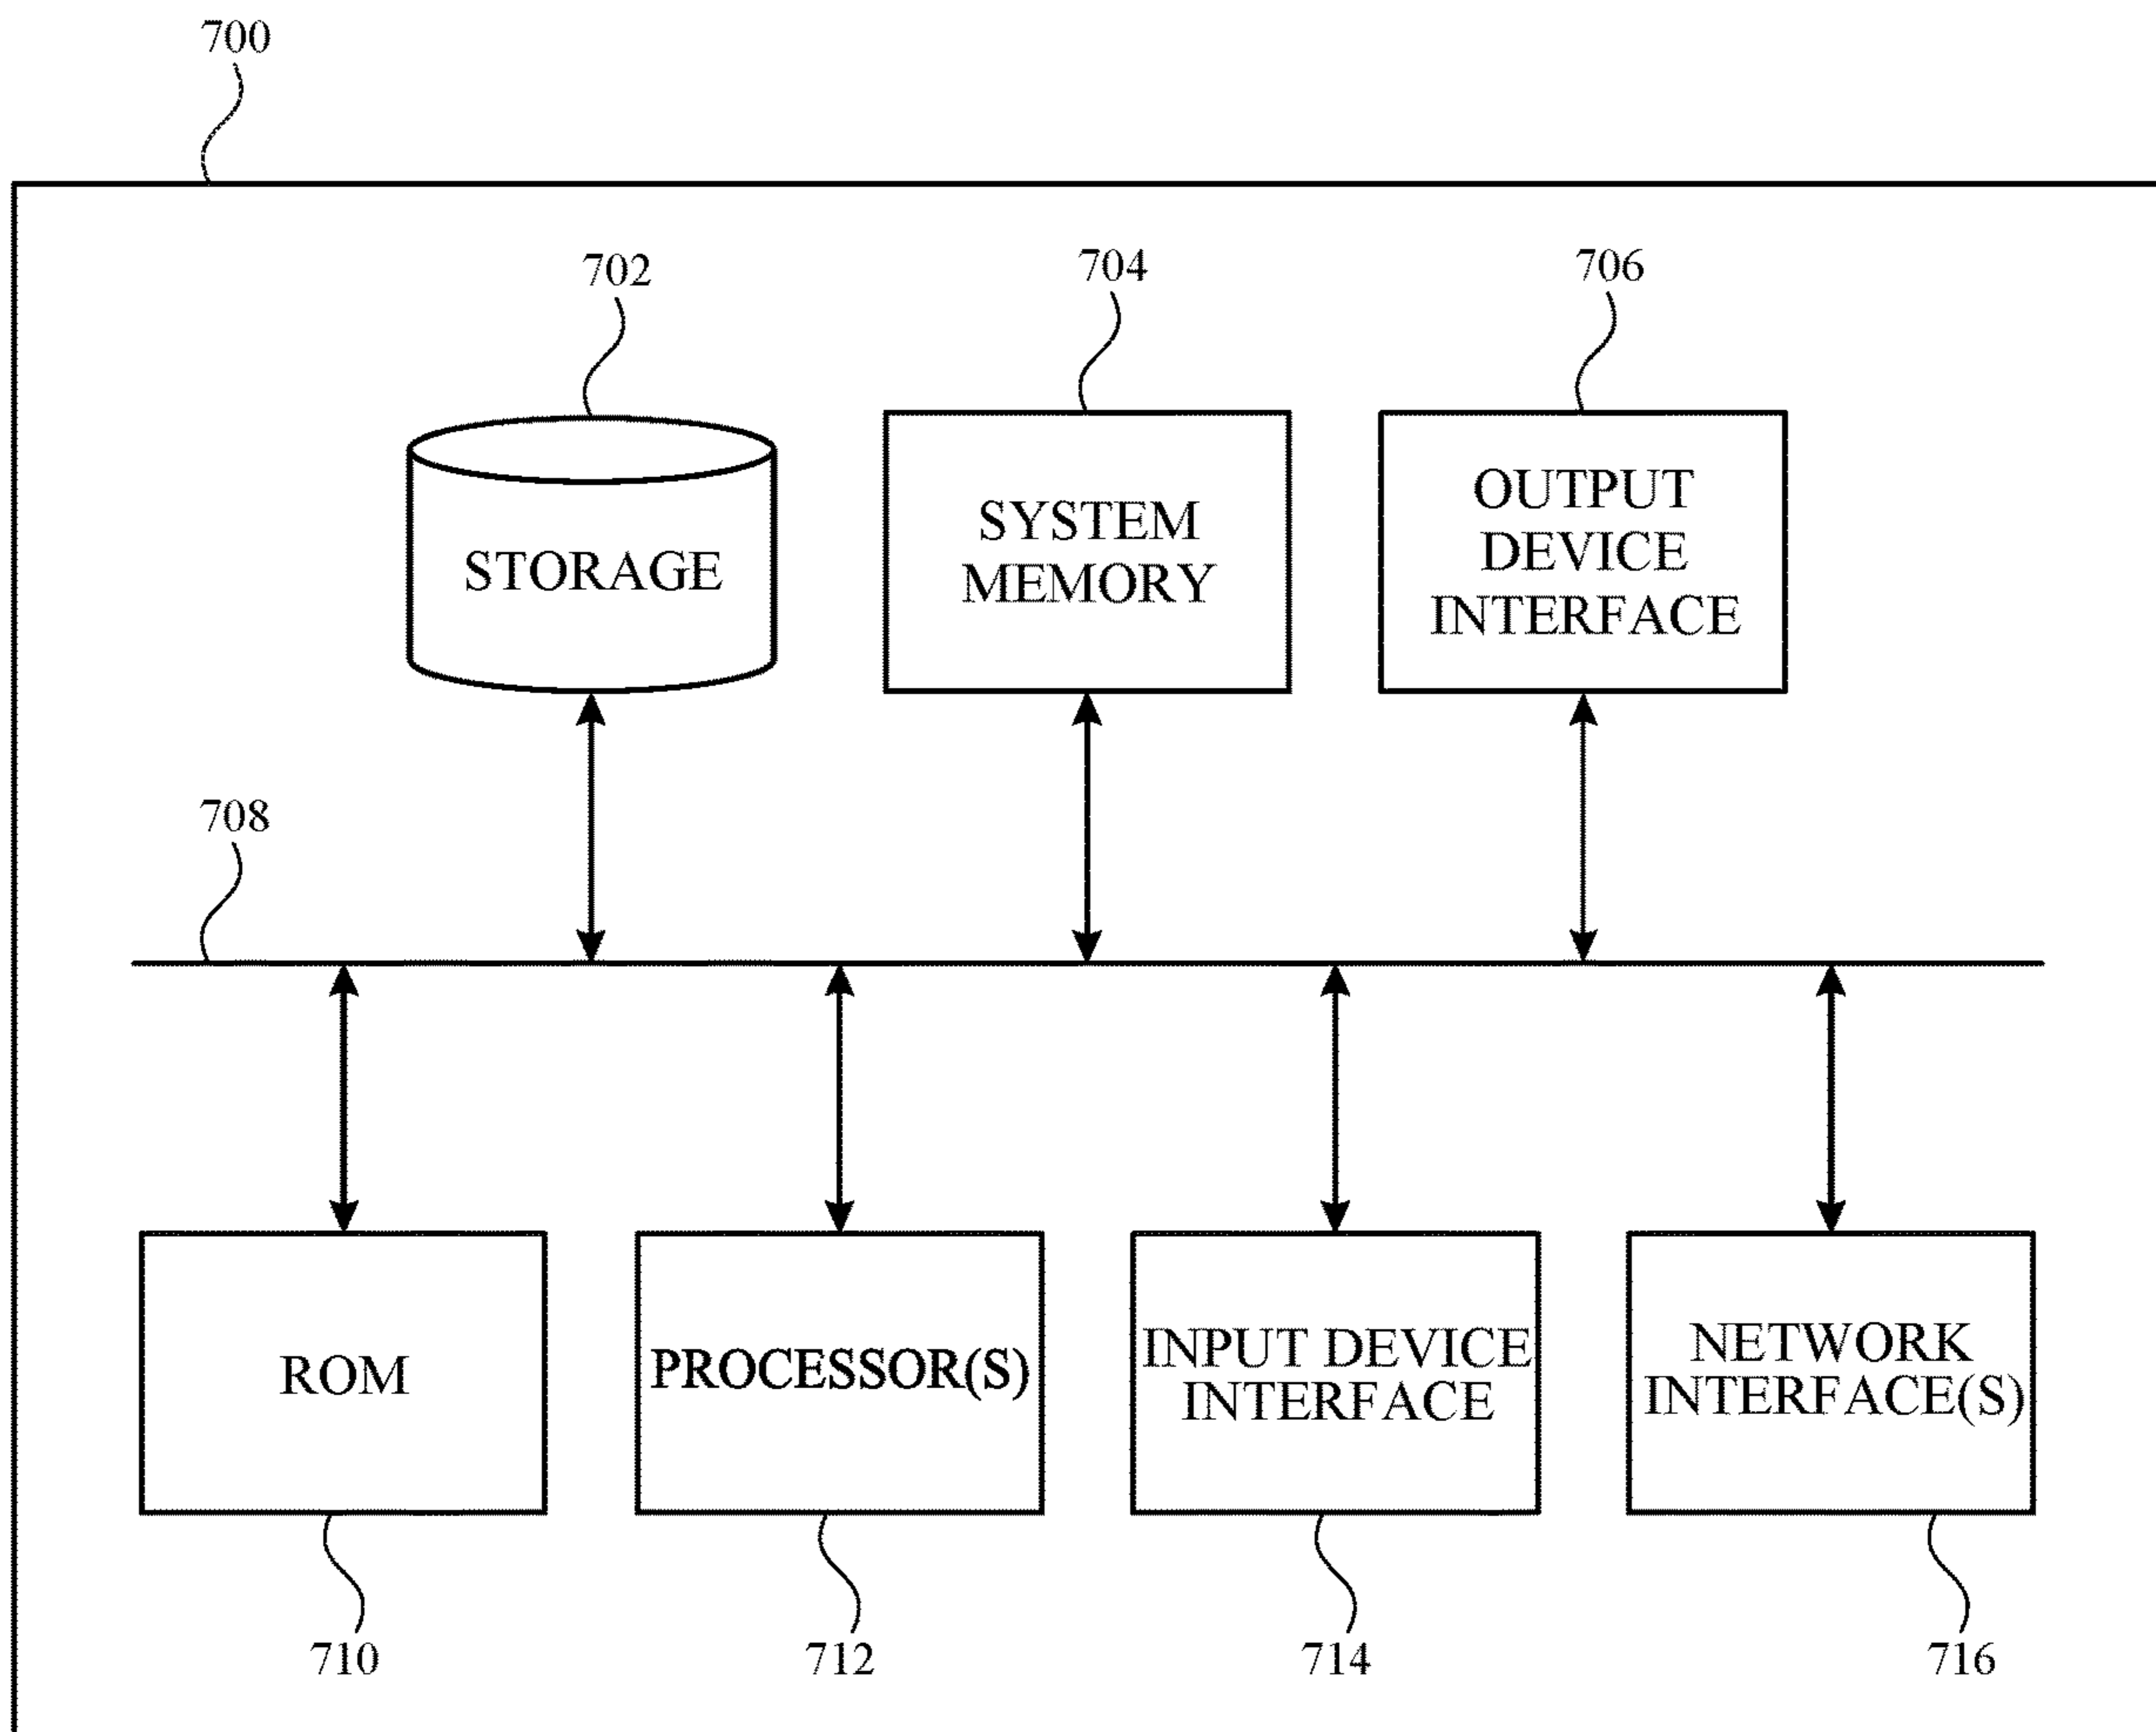 700
702
704
706
STORAGE
SYSTEM
MEMORY
OUTPUT
DEVICE
INTERFACE
708
ROM
PROCESSOR(S)
INPUT DEVICE
INTERFACE
NETWORK
INTERFACE(S)
710
712
714
716